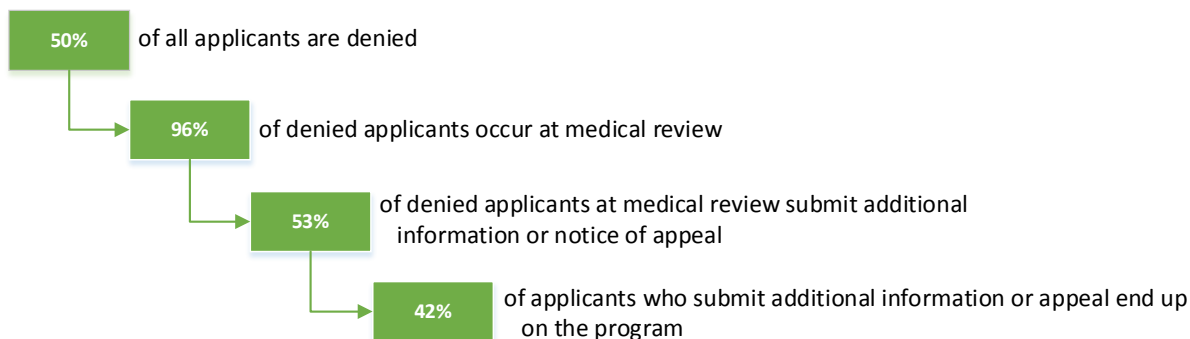 50% of all applicants are denied
96% of denied applicants occur at medical review
53% of denied applicants at medical review submit additional
information or notice of appeal
42% of applicants who submit additional information or appeal end up
on the program